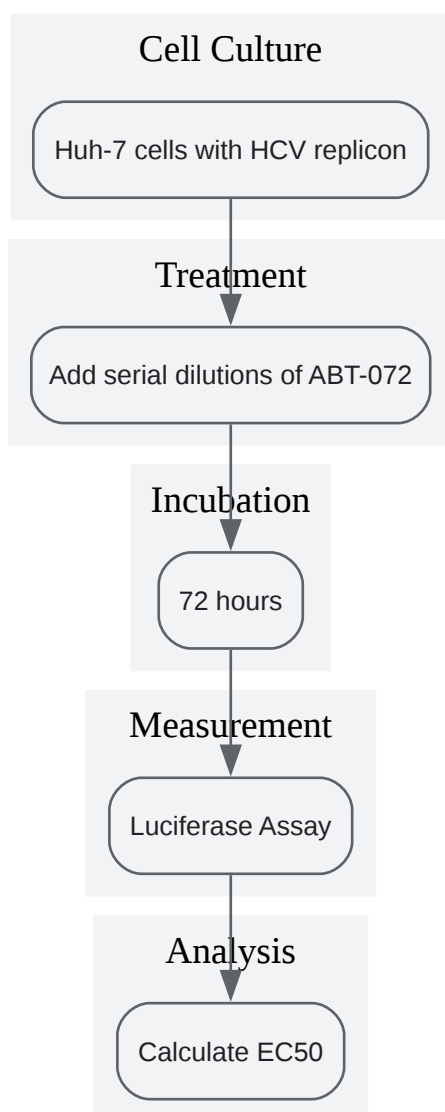 Cell Culture
Huh-7 cells with HCV replicon
Treatment
Add serial dilutions of ABT-072
Incubation
72 hours
Measurement
Luciferase Assay
Analysis
Calculate EC50